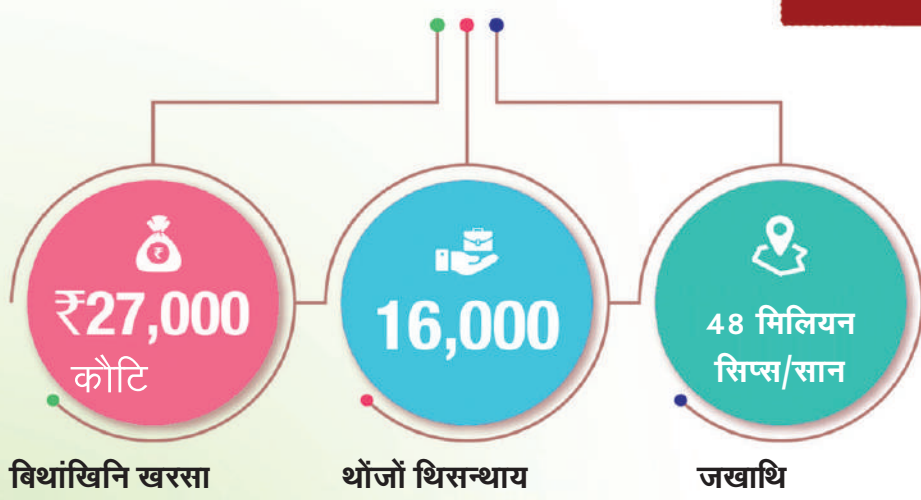 ₹27,000
कौटि
16,000
48 मिलियन
सिप्स/सान
बिथांखिनि खरसा
थोंजों थिसन्थाय
जखाथि